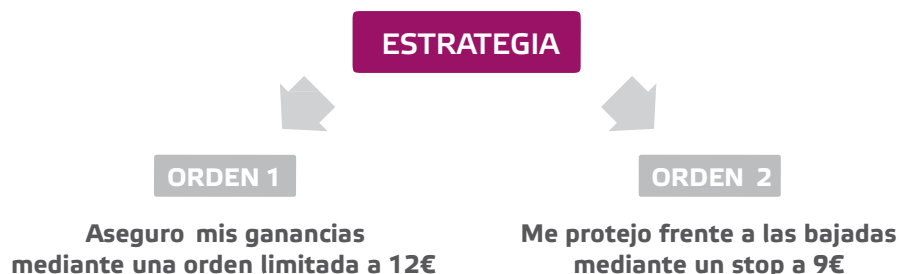 ESTRATEGIA
ORDEN 1
Aseguro mis ganancias
mediante una orden limitada a 12€
ORDEN 2
Me protejo frente a las bajadas
mediante un stop a 9€